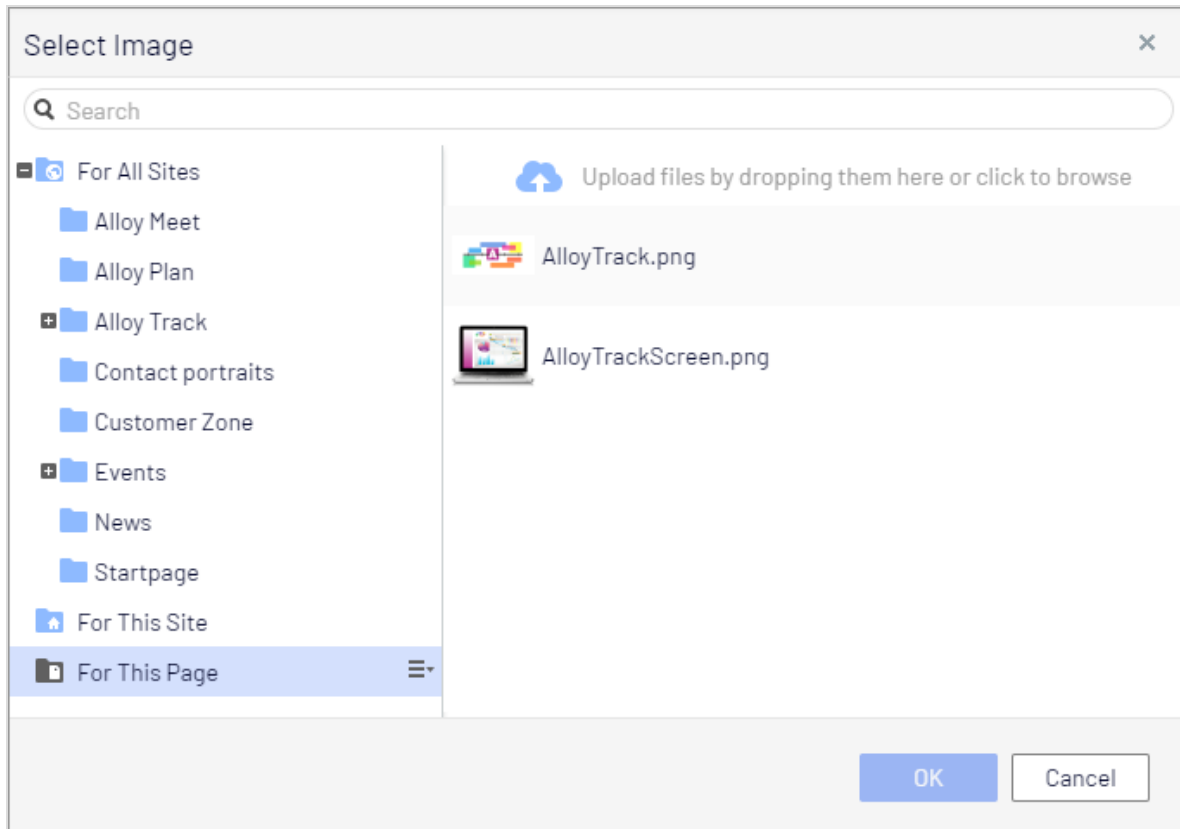 Select Image
Search
For All Sites
Alloy Meet
Alloy Plan
Alloy Track
Contact portraits
Customer Zone
Events
News
Startpage
For This Site
For This Page
Upload files by dropping them here or click to browse
AlloyTrack.png
AlloyTrackScreen.png
OK
Cancel